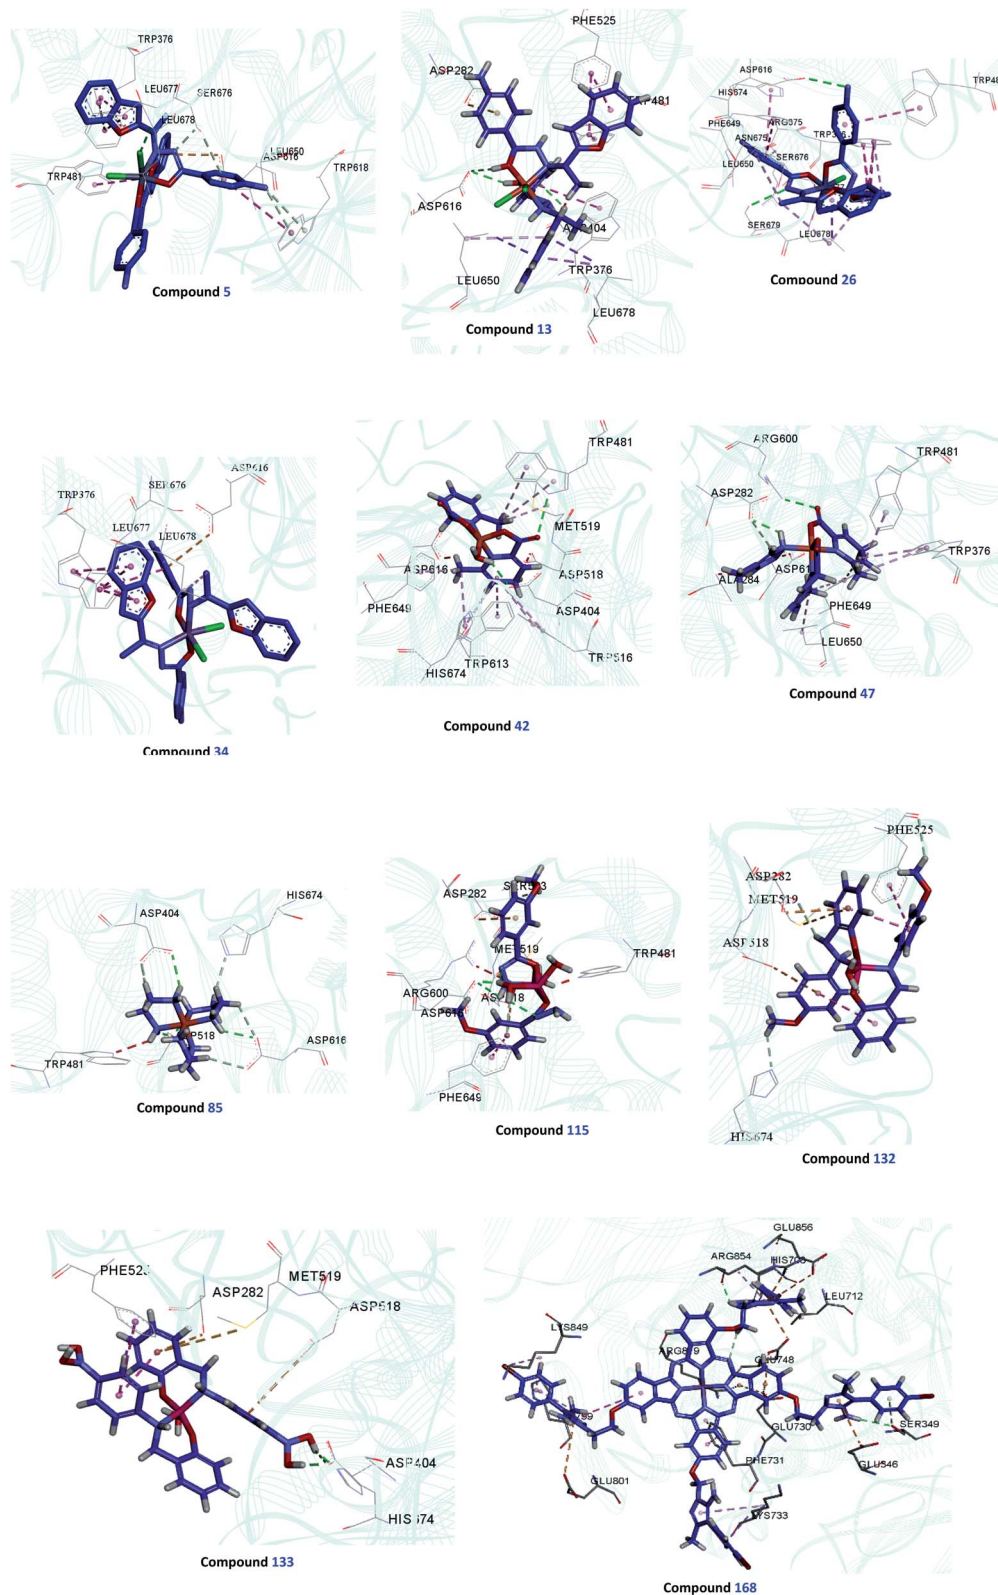 TRP376
LEU677
SER676
LEU678
LEU650
ASP616
TRP618
TRP481
Compound 5
PHE525
ASP282
TRP481
ASP616
TRP376
LEU650
LEU678
Compound 13
ASP616
HIS674
PHE649
ARG375
ASN675
LEU650
SER676
SER679
LEU678
Compound 26
ASP616
TRP376
SER676
LEU677
LEU678
Compound 34
TRP481
MET519
ASP616
ASP518
PHE649
ASP404
TRP613
TRP516
HIS674
Compound 42
ARG600
TRP481
ASP282
TRP376
PHE649
LEU650
Compound 47
HIS674
ASP404
TRP481
ASP616
Compound 85
ASP282
MET519
TRP481
ARG600
PHE649
Compound 115
PHE525
ASP282
MET519
HIS674
Compound 132
MET519
ASP282
ASP404
Compound 133
GLU856
ARG854
LEU712
LYS849
GLU748
SER349
GLU730
PHE731
GLU801
Compound 168